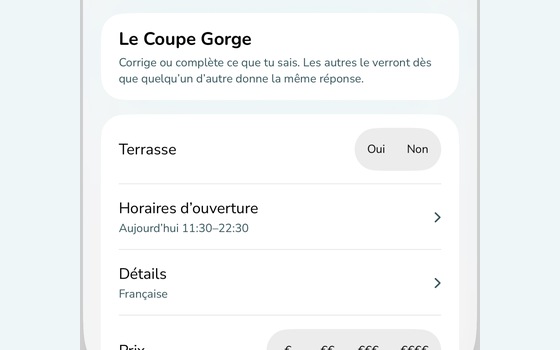 Le Coupe Gorge
Corrige ou complète ce que tu sais. Les autres le verront dès
que quelqu’un d’autre donne la même réponse.
Terrasse
Oui Non
Horaires d’ouverture
Aujourd’hui 11:30–22:30
Détails
Française
Prix
€ €€ €€€ €€€€